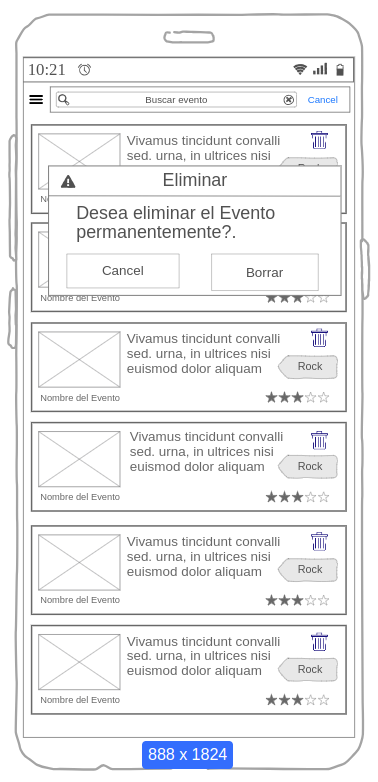 10:21
Buscar evento
Cancel
Vivamus tincidunt convalli
sed. urna, in ultrices nisi
Eliminar
Desea eliminar el Evento
permanentemente?.
Cancel
Borrar
Nombre del Evento
Vivamus tincidunt convalli
sed. urna, in ultrices nisi
euismod dolor aliquam
Rock
Nombre del Evento
Vivamus tincidunt convalli
sed. urna, in ultrices nisi
euismod dolor aliquam
Rock
Nombre del Evento
Vivamus tincidunt convalli
sed. urna, in ultrices nisi
euismod dolor aliquam
Rock
Nombre del Evento
Vivamus tincidunt convalli
sed. urna, in ultrices nisi
euismod dolor aliquam
Rock
Nombre del Evento
888 x 1824